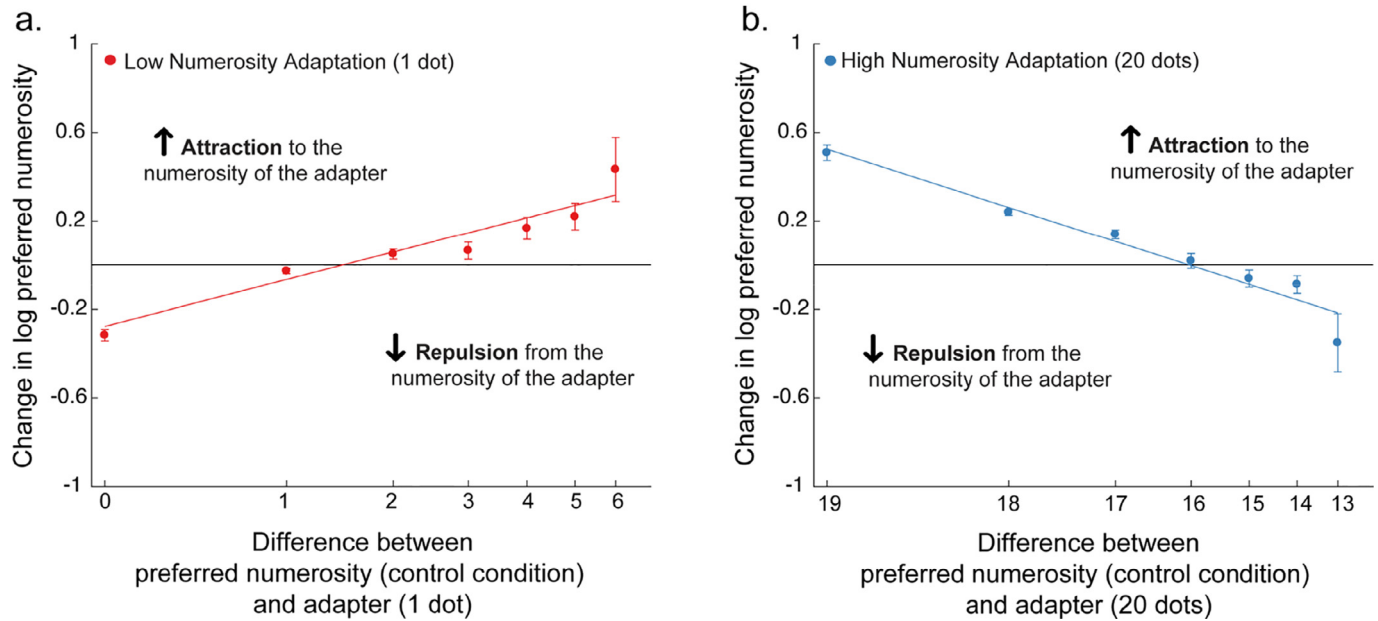 a.
Change in log preferred numerosity
1
0.6
0.2
-0.2
-0.6
-1
Low Numerosity Adaptation (1 dot)
↑ Attraction to the
numerosity of the adapter
↓ Repulsion from the
numerosity of the adapter
0 1 2 3 4 5 6
Difference between
preferred numerosity (control condition)
and adapter (1 dot)
b.
Change in log preferred numerosity
1
0.6
0.2
-0.2
-0.6
-1
High Numerosity Adaptation (20 dots)
↑ Attraction to the
numerosity of the adapter
↓ Repulsion from the
numerosity of the adapter
19 18 17 16 15 14 13
Difference between
preferred numerosity (control condition)
and adapter (20 dots)